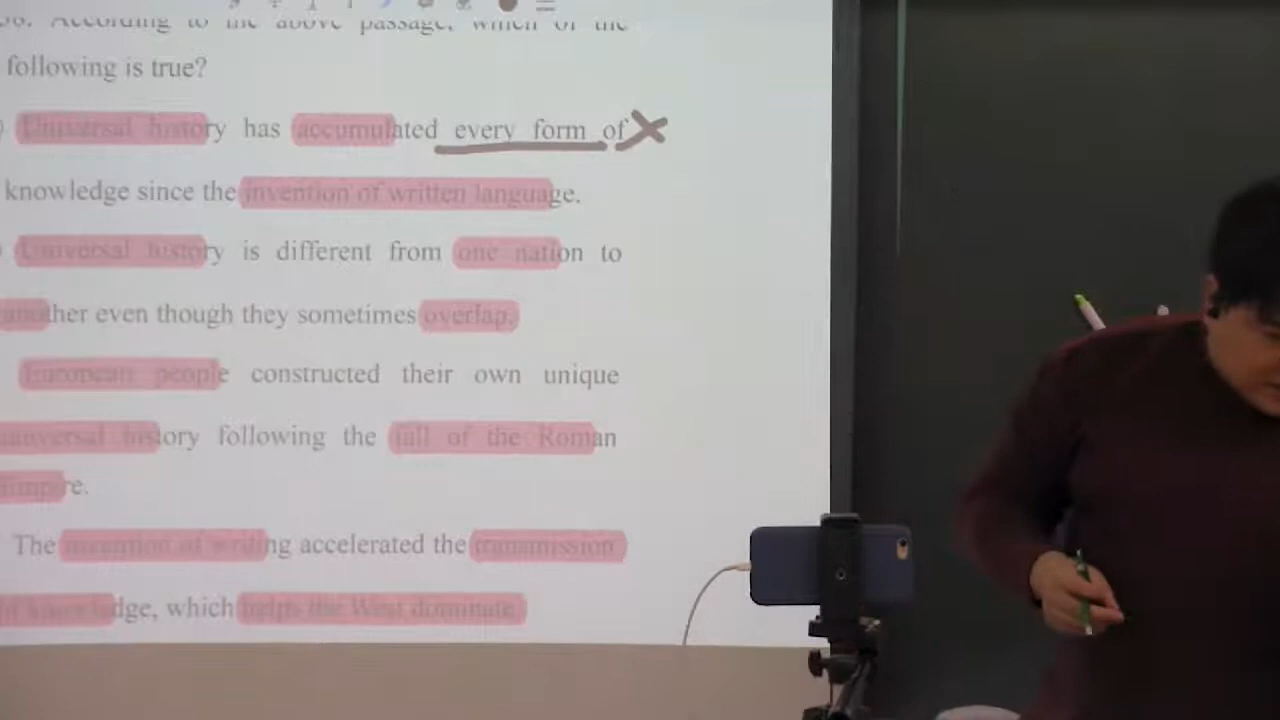 According to the above passage, which of the
following is true?
Universal history has accumulated every form of
knowledge since the invention of written language.
Universal history is different from one nation to
another even though they sometimes overlap.
European people constructed their own unique
universal history following the fall of the Roman
Empire.
The invention of writing accelerated the transmission
of knowledge, which helps the West dominate.